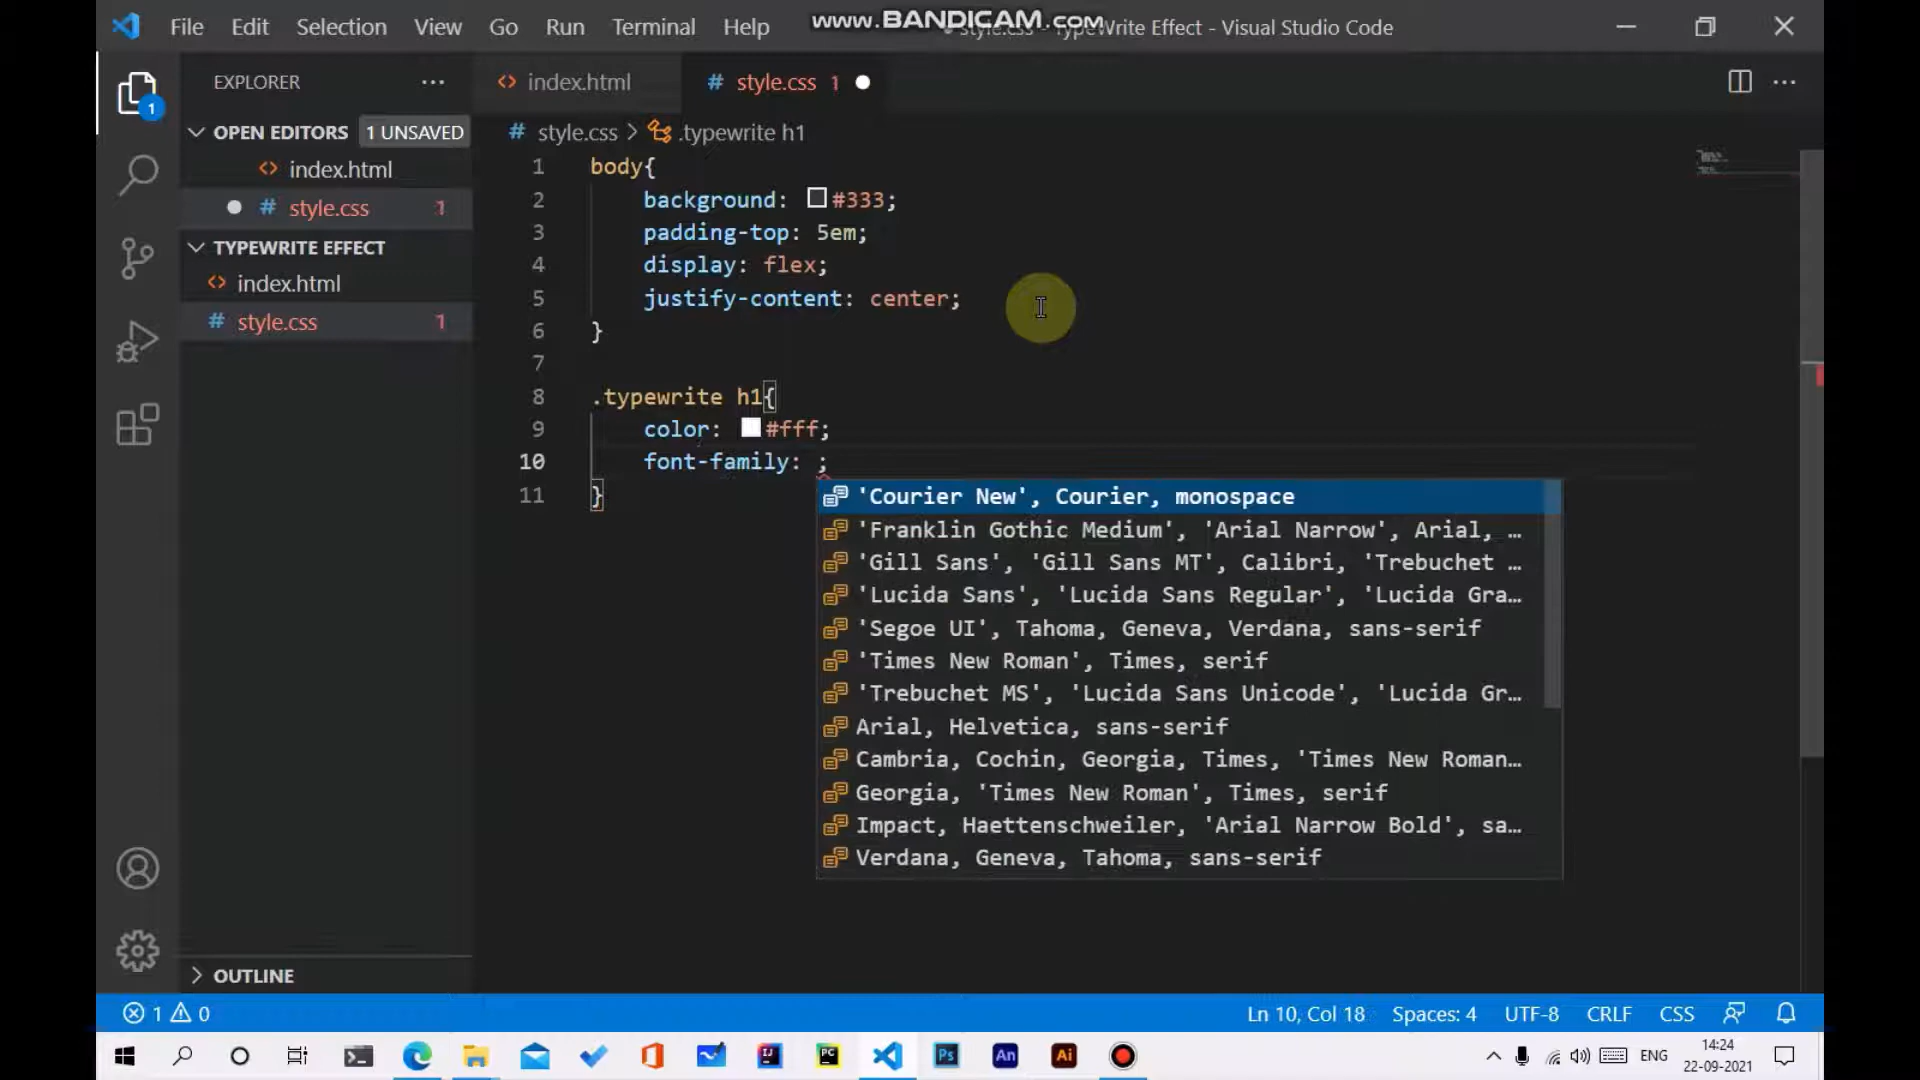 File Edit Selection View Go Run Terminal Help
www.BANDICAM.com
style.css - TypeWrite Effect - Visual Studio Code
EXPLORER ...
<> index.html
# style.css 1
OPEN EDITORS 1 UNSAVED
<> index.html
# style.css 1
TYPEWRITE EFFECT
<> index.html
# style.css 1
# style.css > .typewrite h1
1 body{
2 background: #333;
3 padding-top: 5em;
4 display: flex;
5 justify-content: center;
6 }
7
8 .typewrite h1{
9 color: #fff;
10 font-family: ;
11 }
'Courier New', Courier, monospace
'Franklin Gothic Medium', 'Arial Narrow', Arial, …
'Gill Sans', 'Gill Sans MT', Calibri, 'Trebuchet …
'Lucida Sans', 'Lucida Sans Regular', 'Lucida Gra…
'Segoe UI', Tahoma, Geneva, Verdana, sans-serif
'Times New Roman', Times, serif
'Trebuchet MS', 'Lucida Sans Unicode', 'Lucida Gr…
Arial, Helvetica, sans-serif
Cambria, Cochin, Georgia, Times, 'Times New Roman…
Georgia, 'Times New Roman', Times, serif
Impact, Haettenschweiler, 'Arial Narrow Bold', sa…
Verdana, Geneva, Tahoma, sans-serif
1
OUTLINE
1 0
Ln 10, Col 18 Spaces: 4 UTF-8 CRLF CSS
IJ PC Ps An Ai
ENG
14:24
22-09-2021